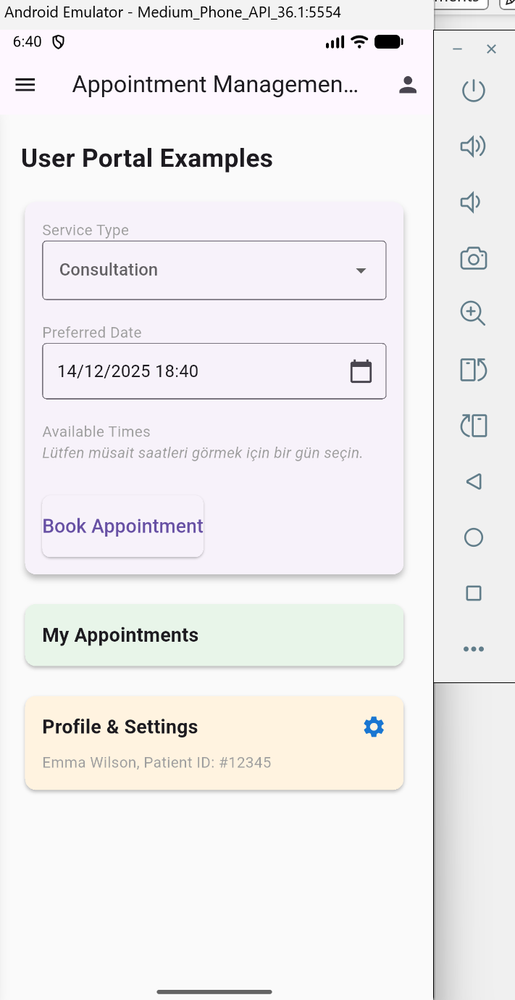 Android Emulator - Medium_Phone_API_36.1:5554
6:40
Appointment Managemen...
User Portal Examples
Service Type
Consultation
Preferred Date
14/12/2025 18:40
Available Times
Lütfen müsait saatleri görmek için bir gün seçin.
Book Appointment
My Appointments
Profile & Settings
Emma Wilson, Patient ID: #12345